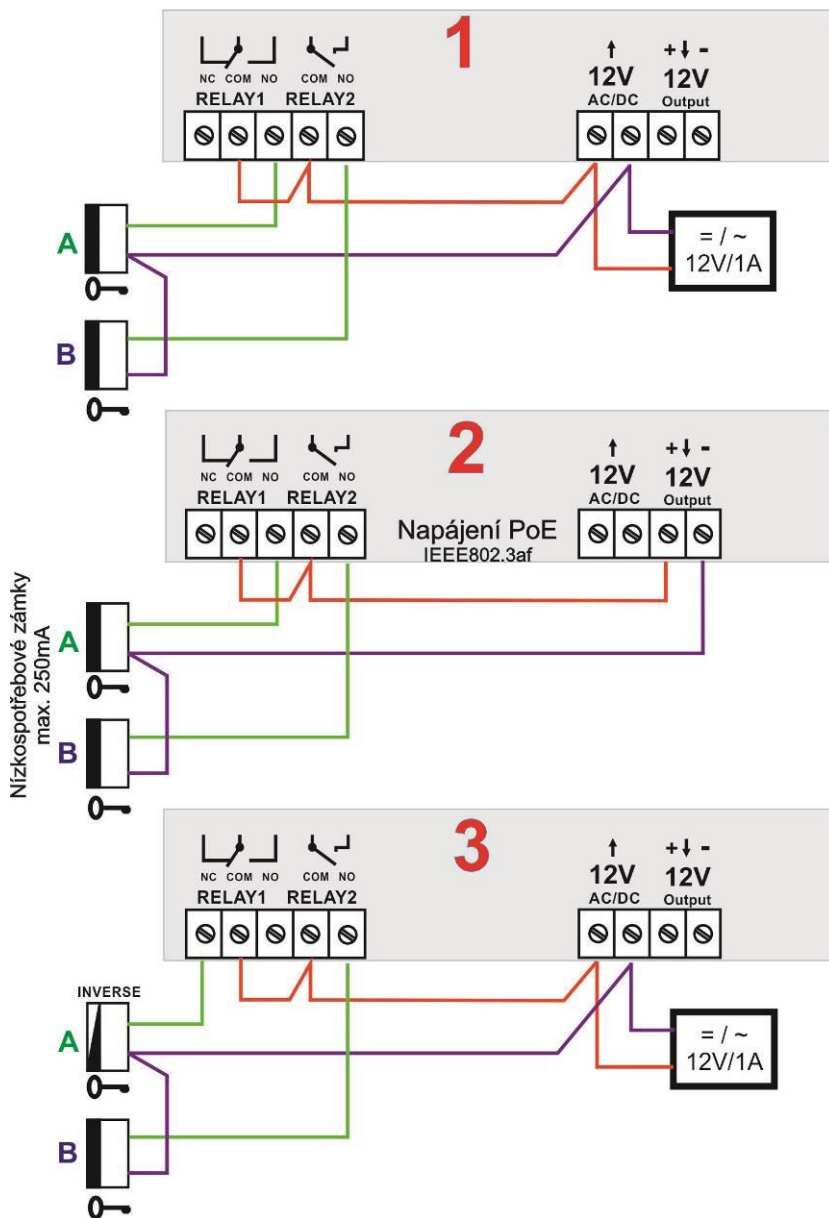 1
NC COM NO COM NO
RELAY1 RELAY2
12V
AC/DC
+ -
12V
Output
A
B
= / ~
12V/1A
2
NC COM NO COM NO
RELAY1 RELAY2
Napájení PoE
IEEE802.3af
12V
AC/DC
+ -
12V
Output
A
B
Nízkospotřebové zámky
max. 250mA
3
NC COM NO COM NO
RELAY1 RELAY2
12V
AC/DC
+ -
12V
Output
INVERSE
A
B
= / ~
12V/1A